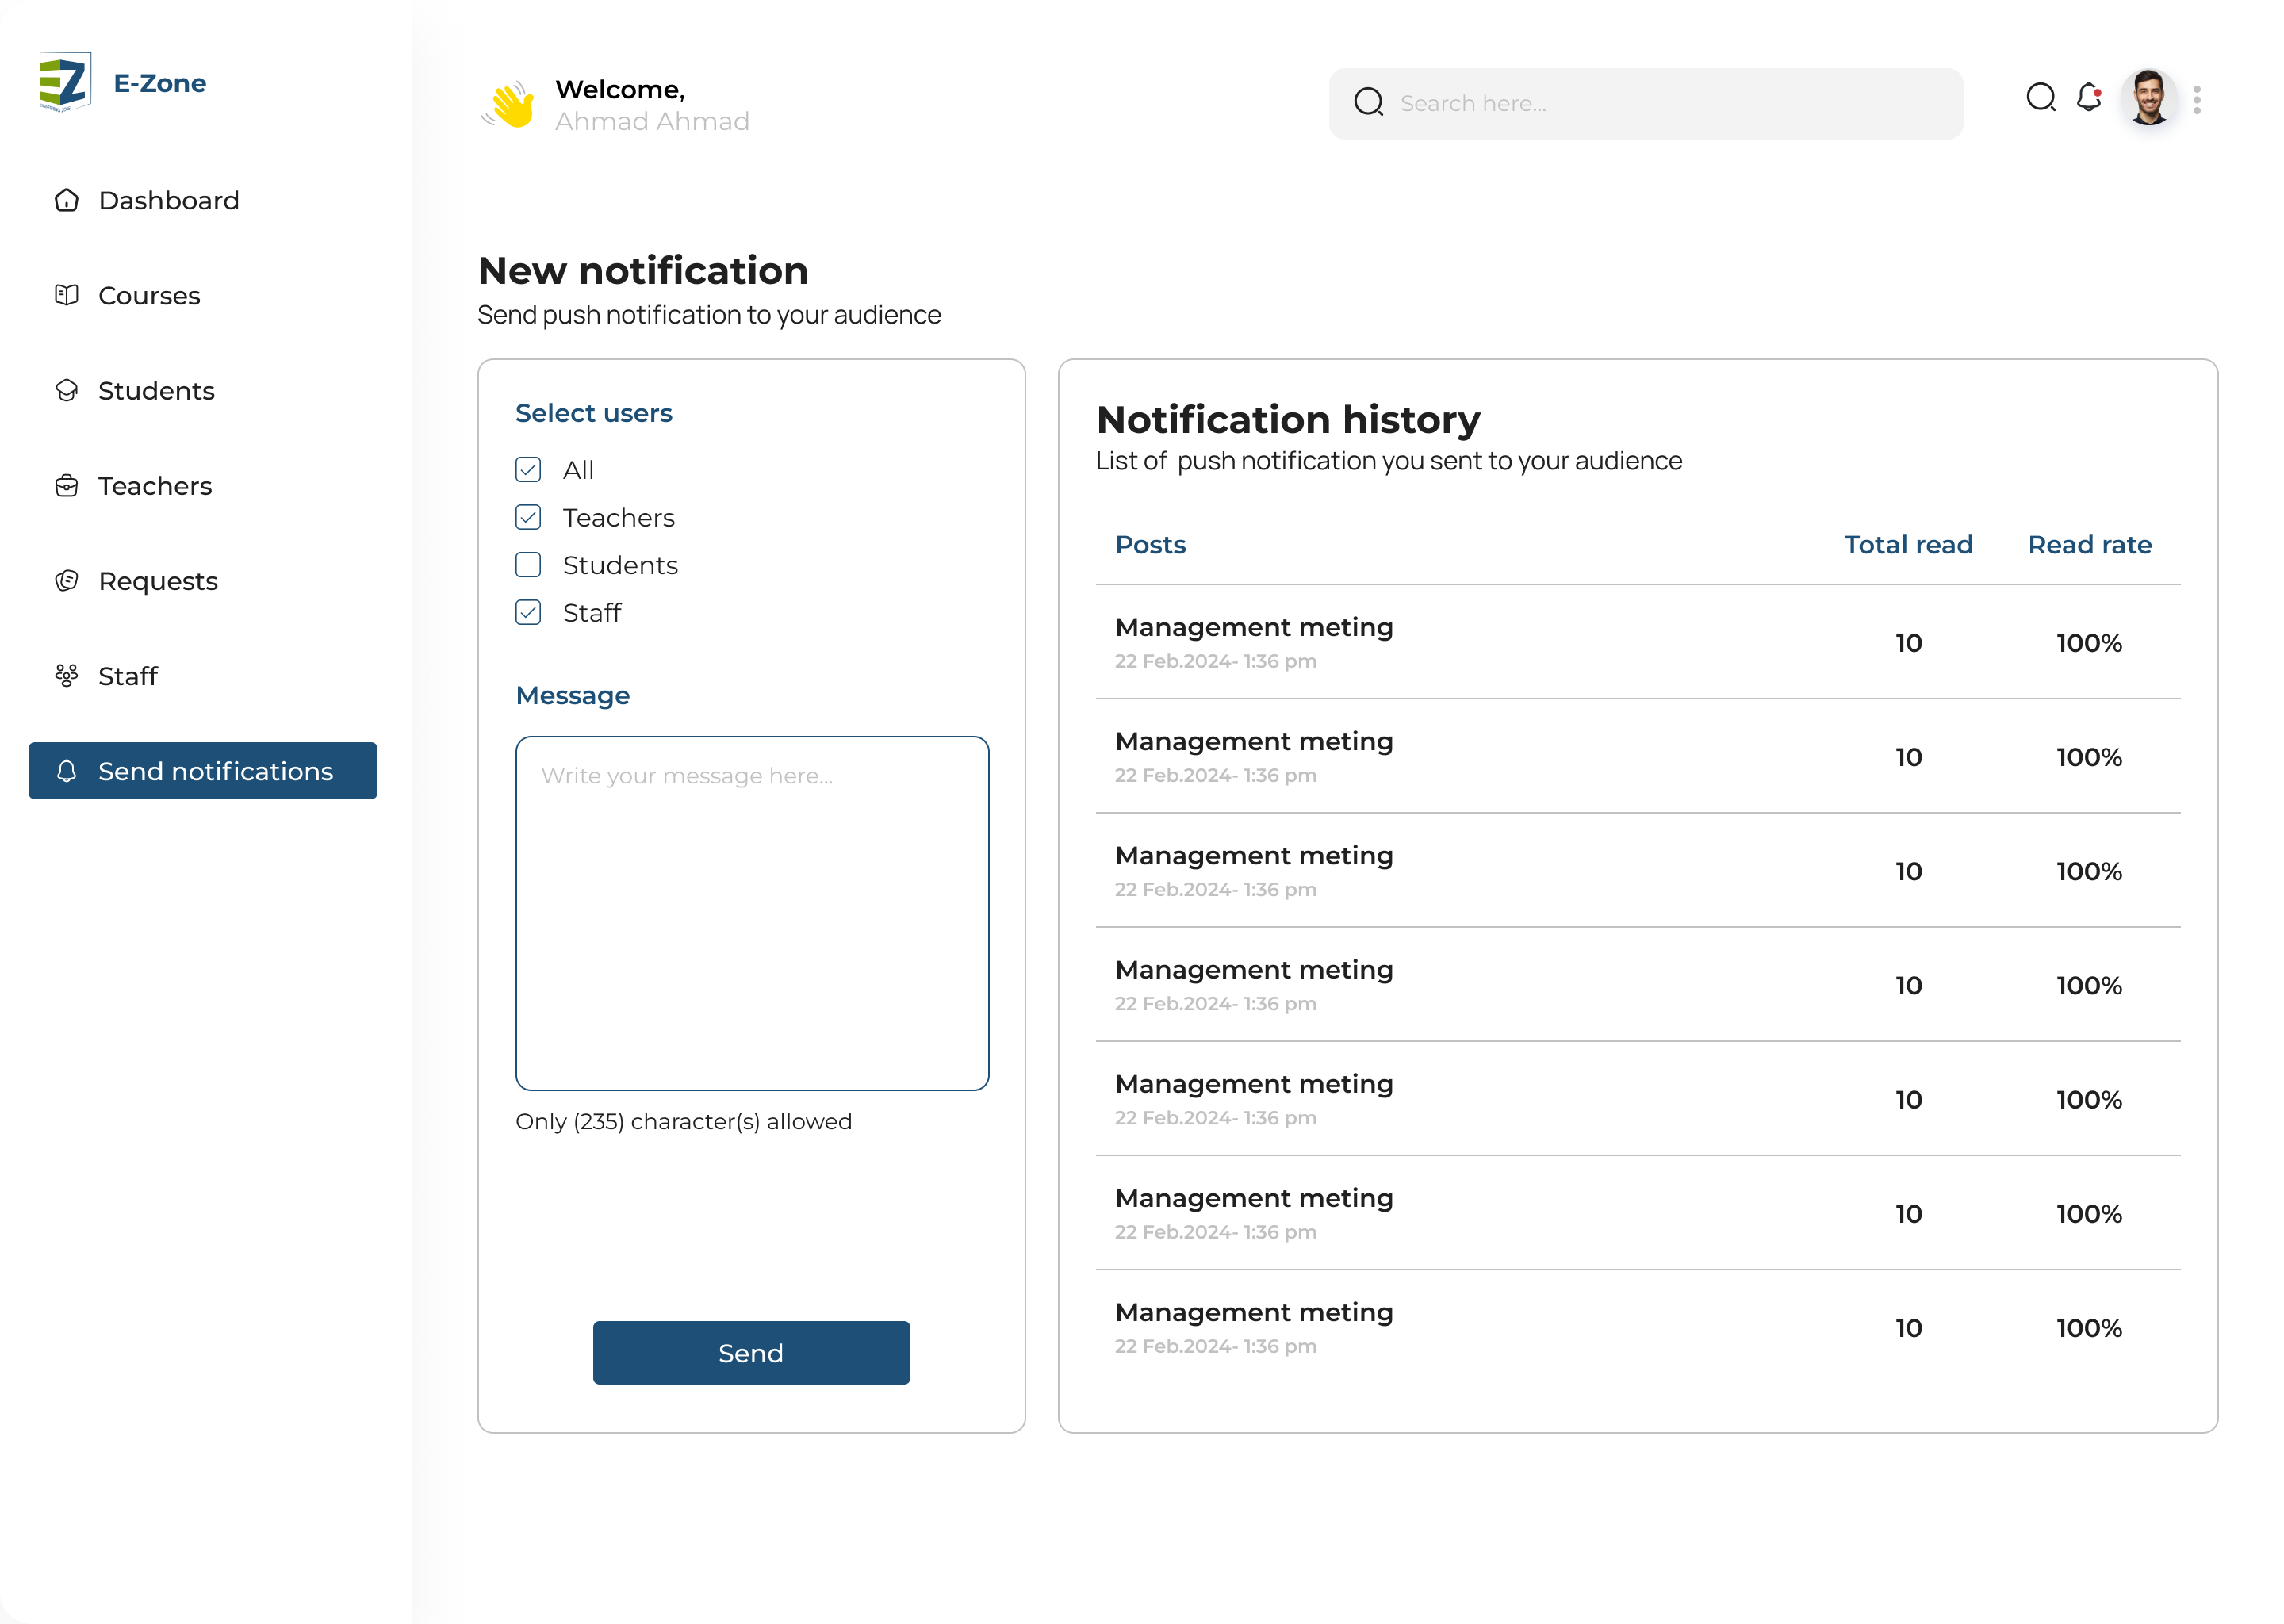 EZ
E-Zone
Dashboard
Courses
Students
Teachers
Requests
Staff
Send notifications
Welcome,
Ahmad Ahmad
Search here...
New notification
Send push notification to your audience
Select users
All
Teachers
Students
Staff
Message
Write your message here...
Only (235) character(s) allowed
Send
Notification history
List of  push notification you sent to your audience
Posts Total read Read rate
Management meting
22 Feb.2024- 1:36 pm
10 100%
Management meting
22 Feb.2024- 1:36 pm
10 100%
Management meting
22 Feb.2024- 1:36 pm
10 100%
Management meting
22 Feb.2024- 1:36 pm
10 100%
Management meting
22 Feb.2024- 1:36 pm
10 100%
Management meting
22 Feb.2024- 1:36 pm
10 100%
Management meting
22 Feb.2024- 1:36 pm
10 100%